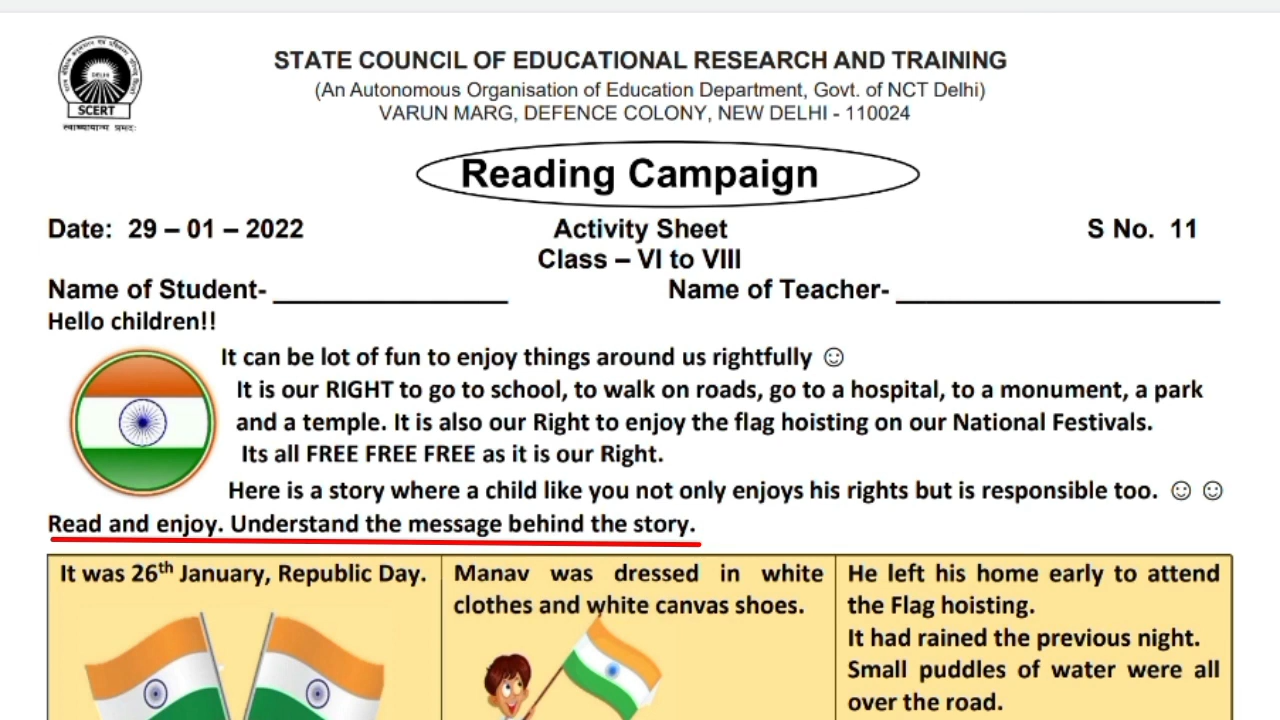 DELHI
SCERT
STATE COUNCIL OF EDUCATIONAL RESEARCH AND TRAINING
(An Autonomous Organisation of Education Department, Govt. of NCT Delhi)
VARUN MARG, DEFENCE COLONY, NEW DELHI - 110024
Reading Campaign
Date: 29 – 01 – 2022 Activity Sheet S No. 11
Class – VI to VIII
Name of Student- ________________ Name of Teacher- ______________________
Hello children!!
It can be lot of fun to enjoy things around us rightfully ☺
It is our RIGHT to go to school, to walk on roads, go to a hospital, to a monument, a park
and a temple. It is also our Right to enjoy the flag hoisting on our National Festivals.
Its all FREE FREE FREE as it is our Right.
Here is a story where a child like you not only enjoys his rights but is responsible too. ☺ ☺
Read and enjoy. Understand the message behind the story.
It was 26th January, Republic Day.
Manav was dressed in white
clothes and white canvas shoes.
He left his home early to attend
the Flag hoisting.
It had rained the previous night.
Small puddles of water were all
over the road.